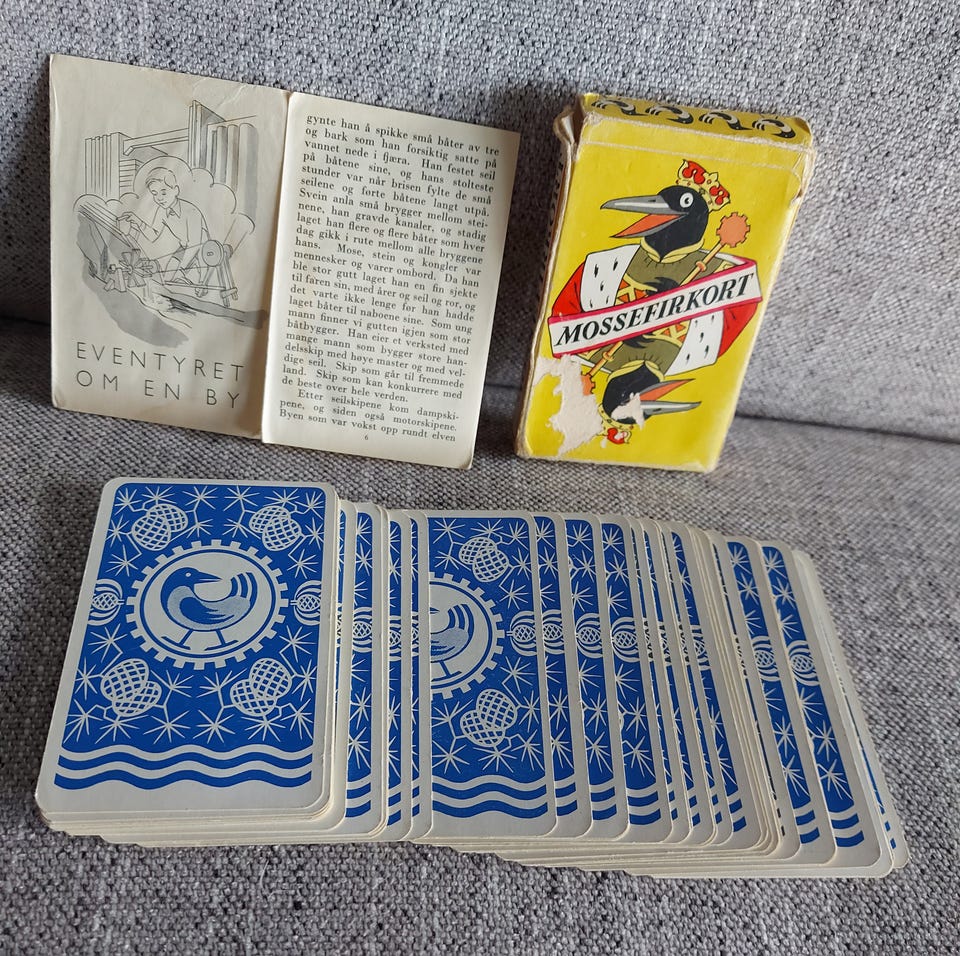 EVENTYRET
OM EN BY
gynte han å spikke små båter av tre
og bark som han forsiktig satte på
vannet nede i fjæra. Han festet seil
på båtene sine, og hans stolteste
stunder var når brisen fylte de små
seilene og førte båtene langt utpå.
Svein anla små brygger mellom stei-
nene, han gravde kanaler, og stadig
laget han flere og flere båter som hver
dag gikk i rute mellom alle bryggene
hans. Mose, stein og kongler var
mennesker og varer ombord. Da han
ble stor gutt laget han en fin sjekte
til faren sin, med årer og seil og ror, og
det varte ikke lenge før han hadde
laget båter til naboene sine. Som ung
mann finner vi gutten igjen som stor
båtbygger. Han eier et verksted med
mange mann som bygger store han-
delsskip med høye master og mel-
dige seil. Skip som går til fremmede
land. Skip som kan konkurrere med
de beste over hele verden.
Etter seilskipene kom dampski-
pene, og siden også motorskipene.
Byen som var vokst opp rundt elven
6
MOSSEFIRKORT